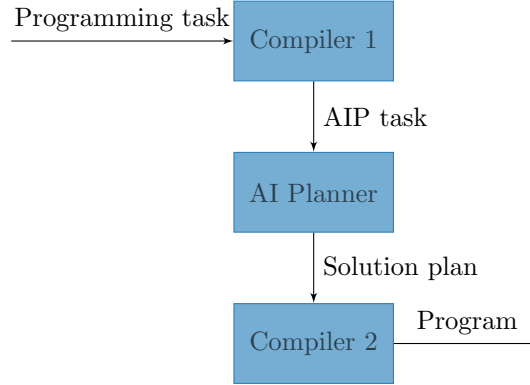 Programming task
Compiler 1
AIP task
AI Planner
Solution plan
Compiler 2
Program